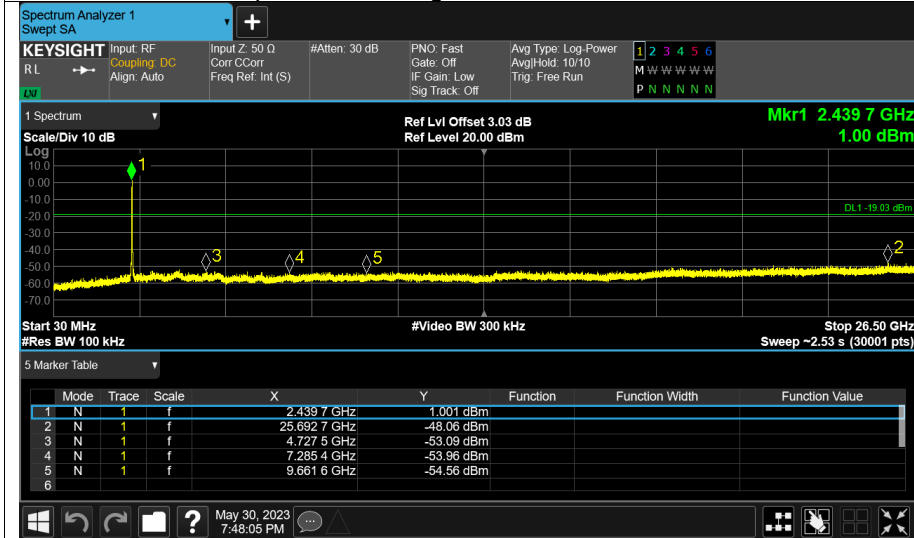 Spectrum Analyzer 1
Swept SA
+
KEYSIGHT Input: RF Input Z: 50 Ω #Atten: 30 dB PNO: Fast Avg Type: Log-Power 1 2 3 4 5 6
RL Coupling: DC Corr CCorr Gate: Off Avg|Hold: 10/10 M W W W W W
Align: Auto Freq Ref: Int (S) IF Gain: Low Trig: Free Run
LXI Sig Track: Off P N N N N N
1 Spectrum Ref Lvl Offset 3.03 dB Mkr1 2.439 7 GHz
Scale/Div 10 dB Ref Level 20.00 dBm 1.00 dBm
Log
10.0 1
0.00
-10.0 DL1 -19.03 dBm
-20.0
-30.0
-40.0 3 4 5 2
-50.0
-60.0
-70.0
Start 30 MHz #Video BW 300 kHz Stop 26.50 GHz
#Res BW 100 kHz Sweep ~2.53 s (30001 pts)
5 Marker Table
Mode Trace Scale X Y Function Function Width Function Value
1 N 1 f 2.439 7 GHz 1.001 dBm
2 N 1 f 25.692 7 GHz -48.06 dBm
3 N 1 f 4.727 5 GHz -53.09 dBm
4 N 1 f 7.285 4 GHz -53.96 dBm
5 N 1 f 9.661 6 GHz -54.56 dBm
6
? May 30, 2023
7:48:05 PM